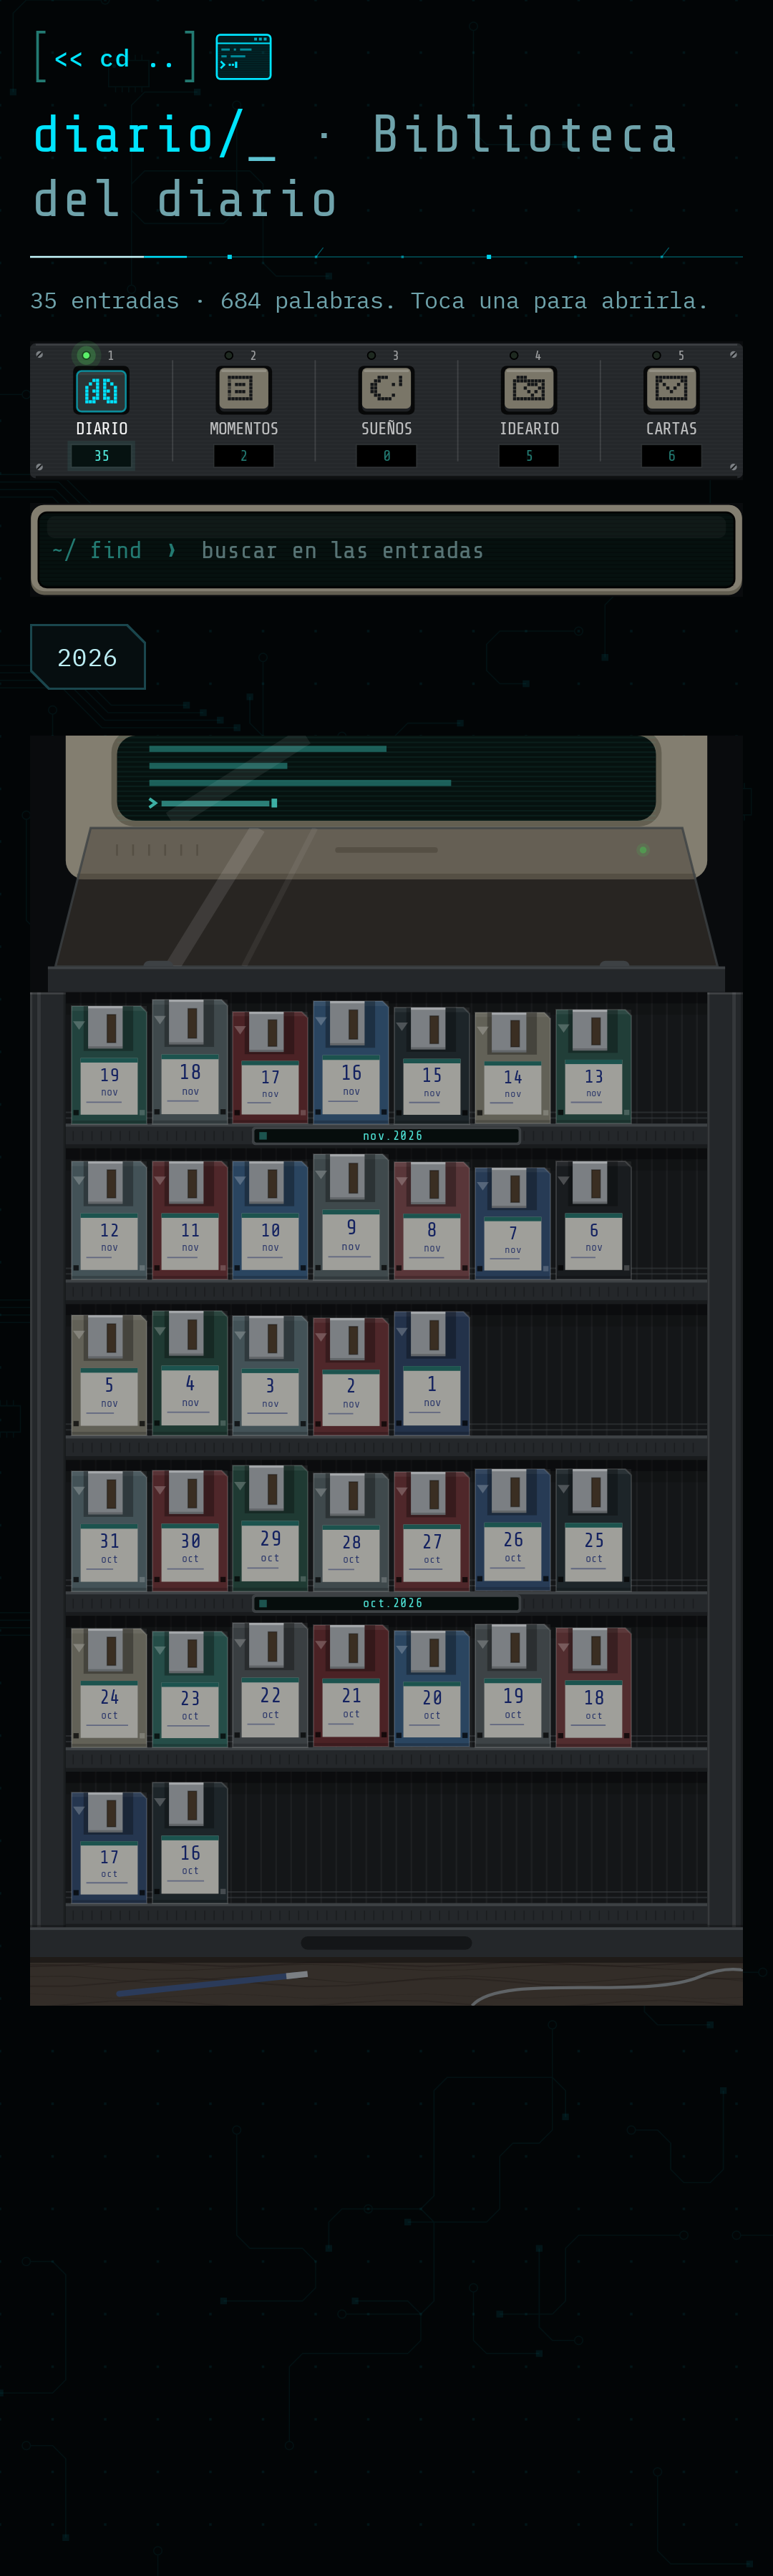 [<< cd ..]
diario/_ · Biblioteca
del diario
35 entradas · 684 palabras. Toca una para abrirla.
1 2 3 4 5
DIARIO MOMENTOS SUEÑOS IDEARIO CARTAS
35 2 0 5 6
~/ find › buscar en las entradas
2026
19 18 17 16 15 14 13
nov nov nov nov nov nov nov
nov.2026
12 11 10 9 8 7 6
nov nov nov nov nov nov nov
5 4 3 2 1
nov nov nov nov nov
31 30 29 28 27 26 25
oct oct oct oct oct oct oct
oct.2026
24 23 22 21 20 19 18
oct oct oct oct oct oct oct
17 16
oct oct